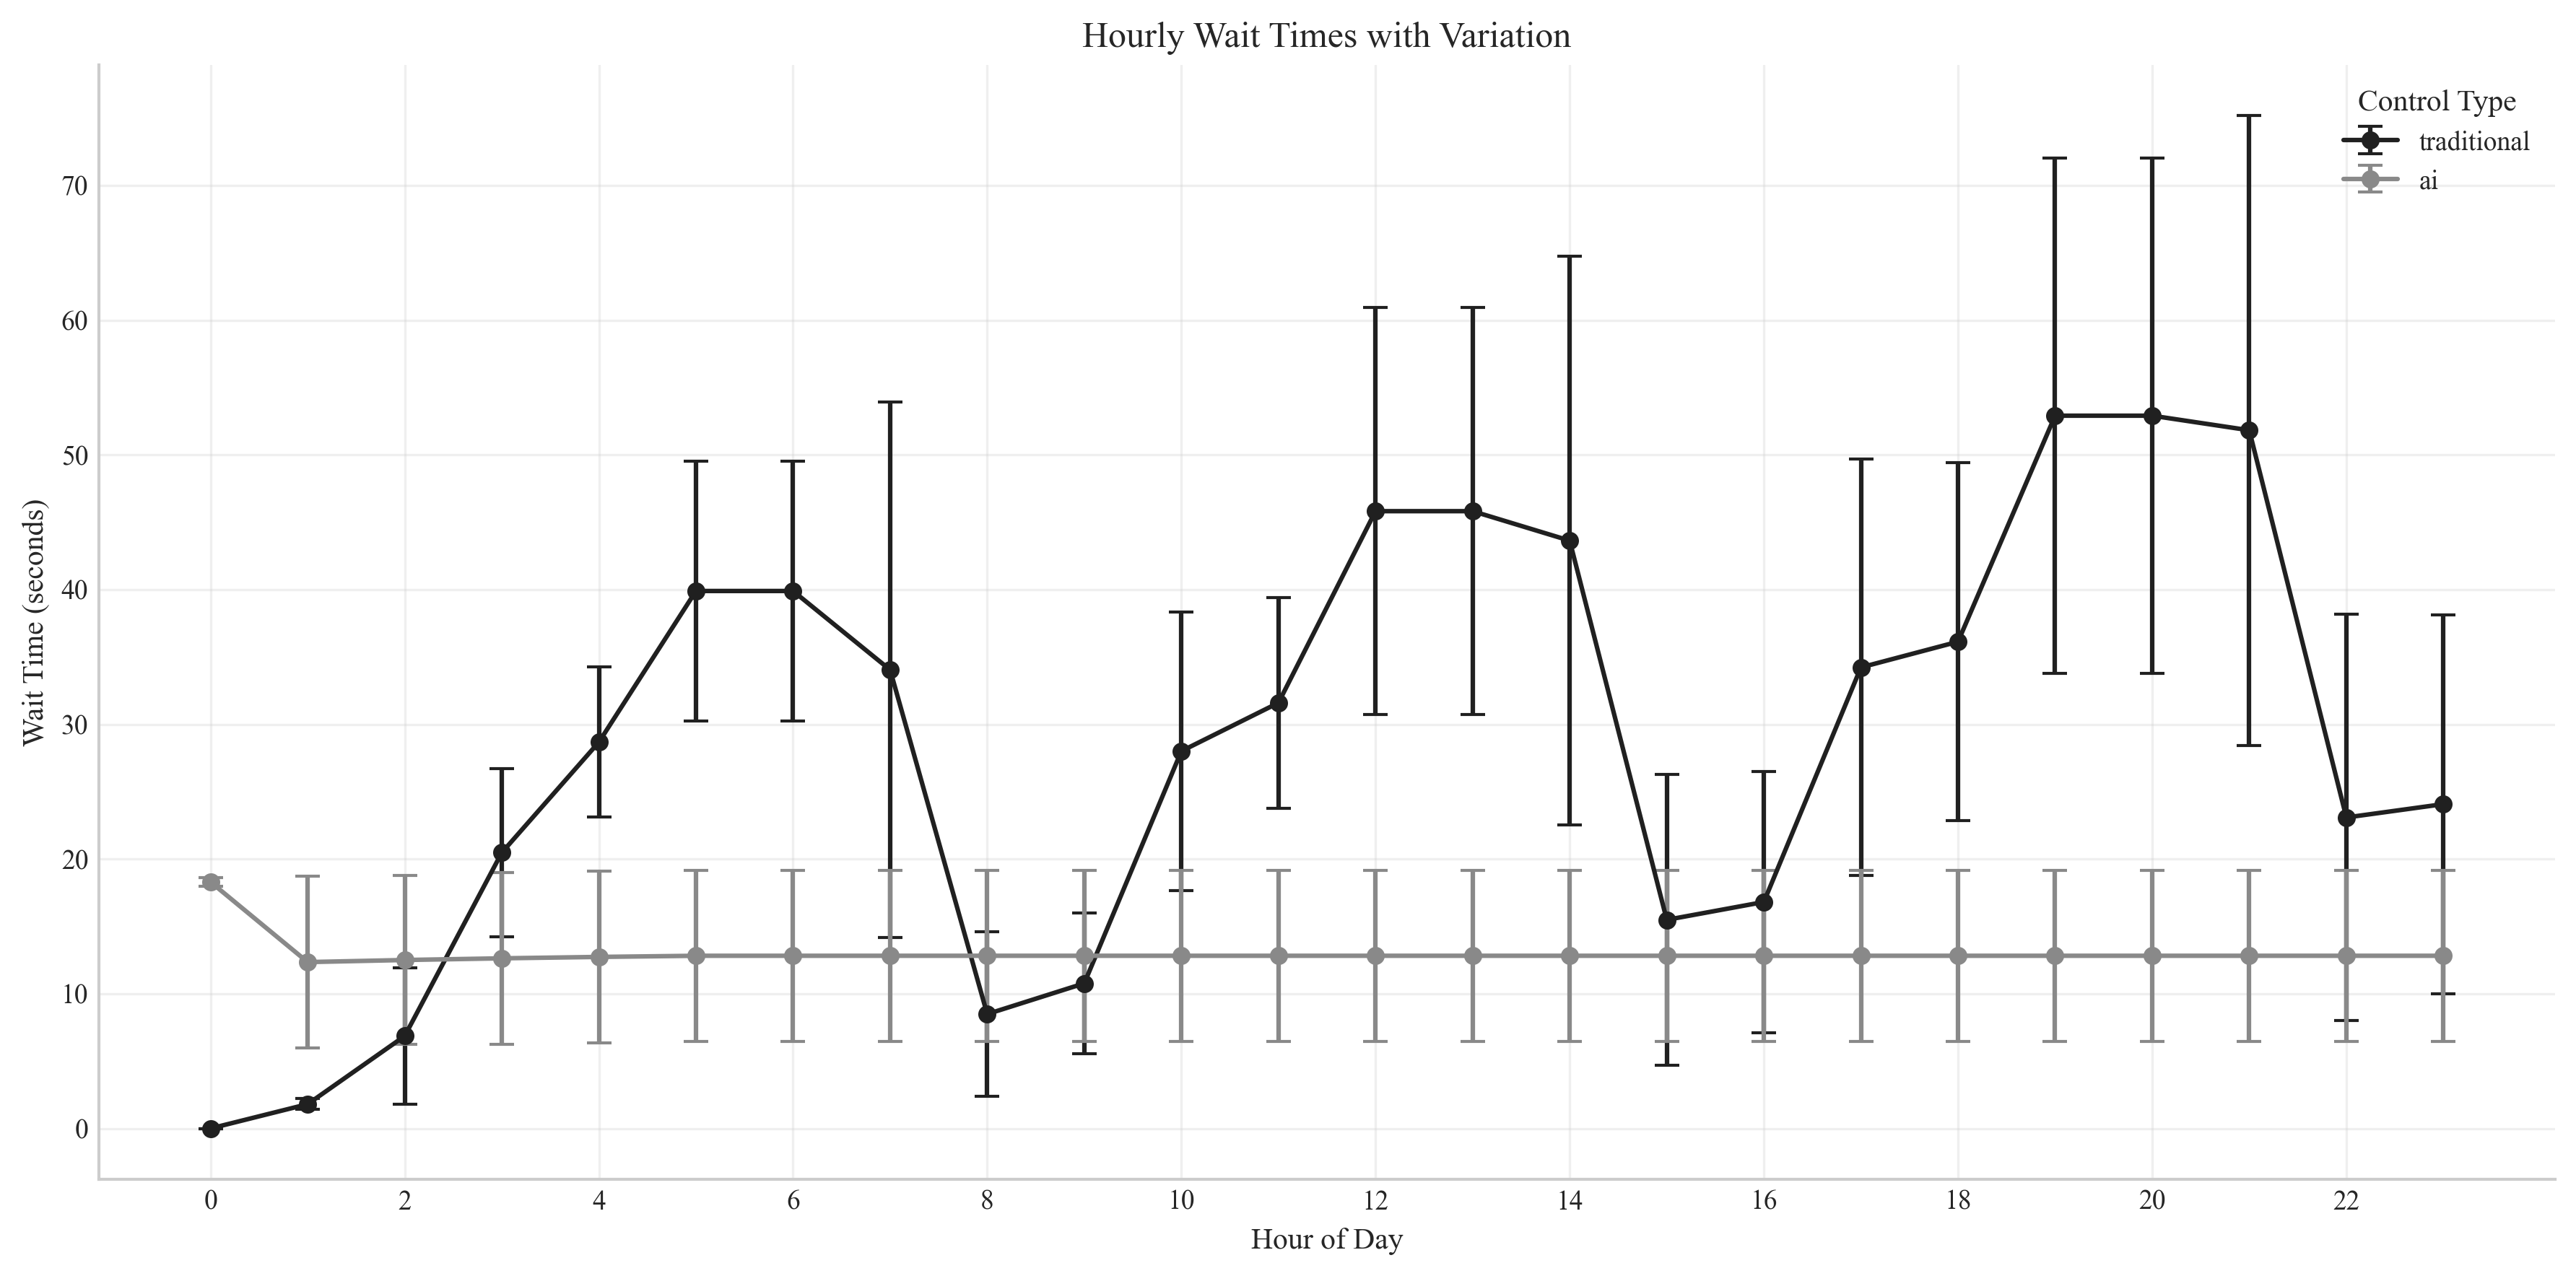 Hourly Wait Times with Variation
Control Type
traditional
ai
Wait Time (seconds)
70
60
50
40
30
20
10
0
0 2 4 6 8 10 12 14 16 18 20 22
Hour of Day